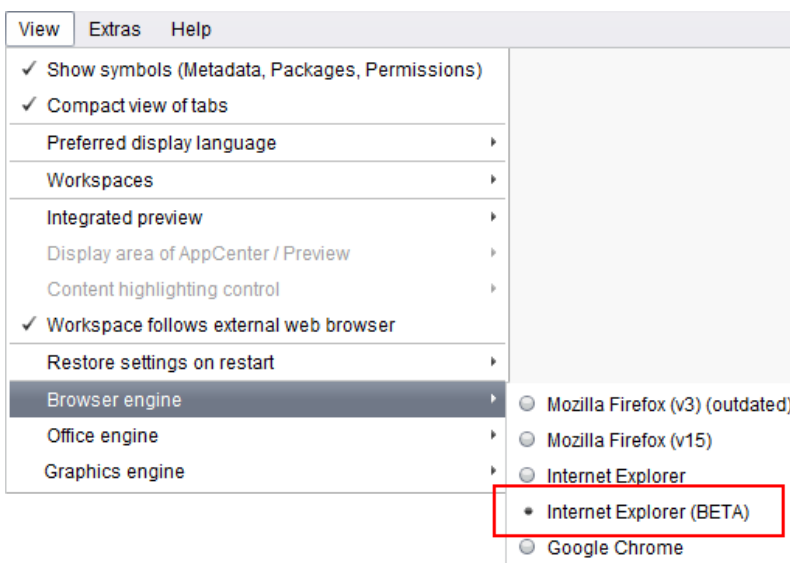 View Extras Help
Show symbols (Metadata, Packages, Permissions)
Compact view of tabs
Preferred display language
Workspaces
Integrated preview
Display area of AppCenter / Preview
Content highlighting control
Workspace follows external web browser
Restore settings on restart
Browser engine
Mozilla Firefox (v3) (outdated)
Office engine
Mozilla Firefox (v15)
Graphics engine
Internet Explorer
Internet Explorer (BETA)
Google Chrome